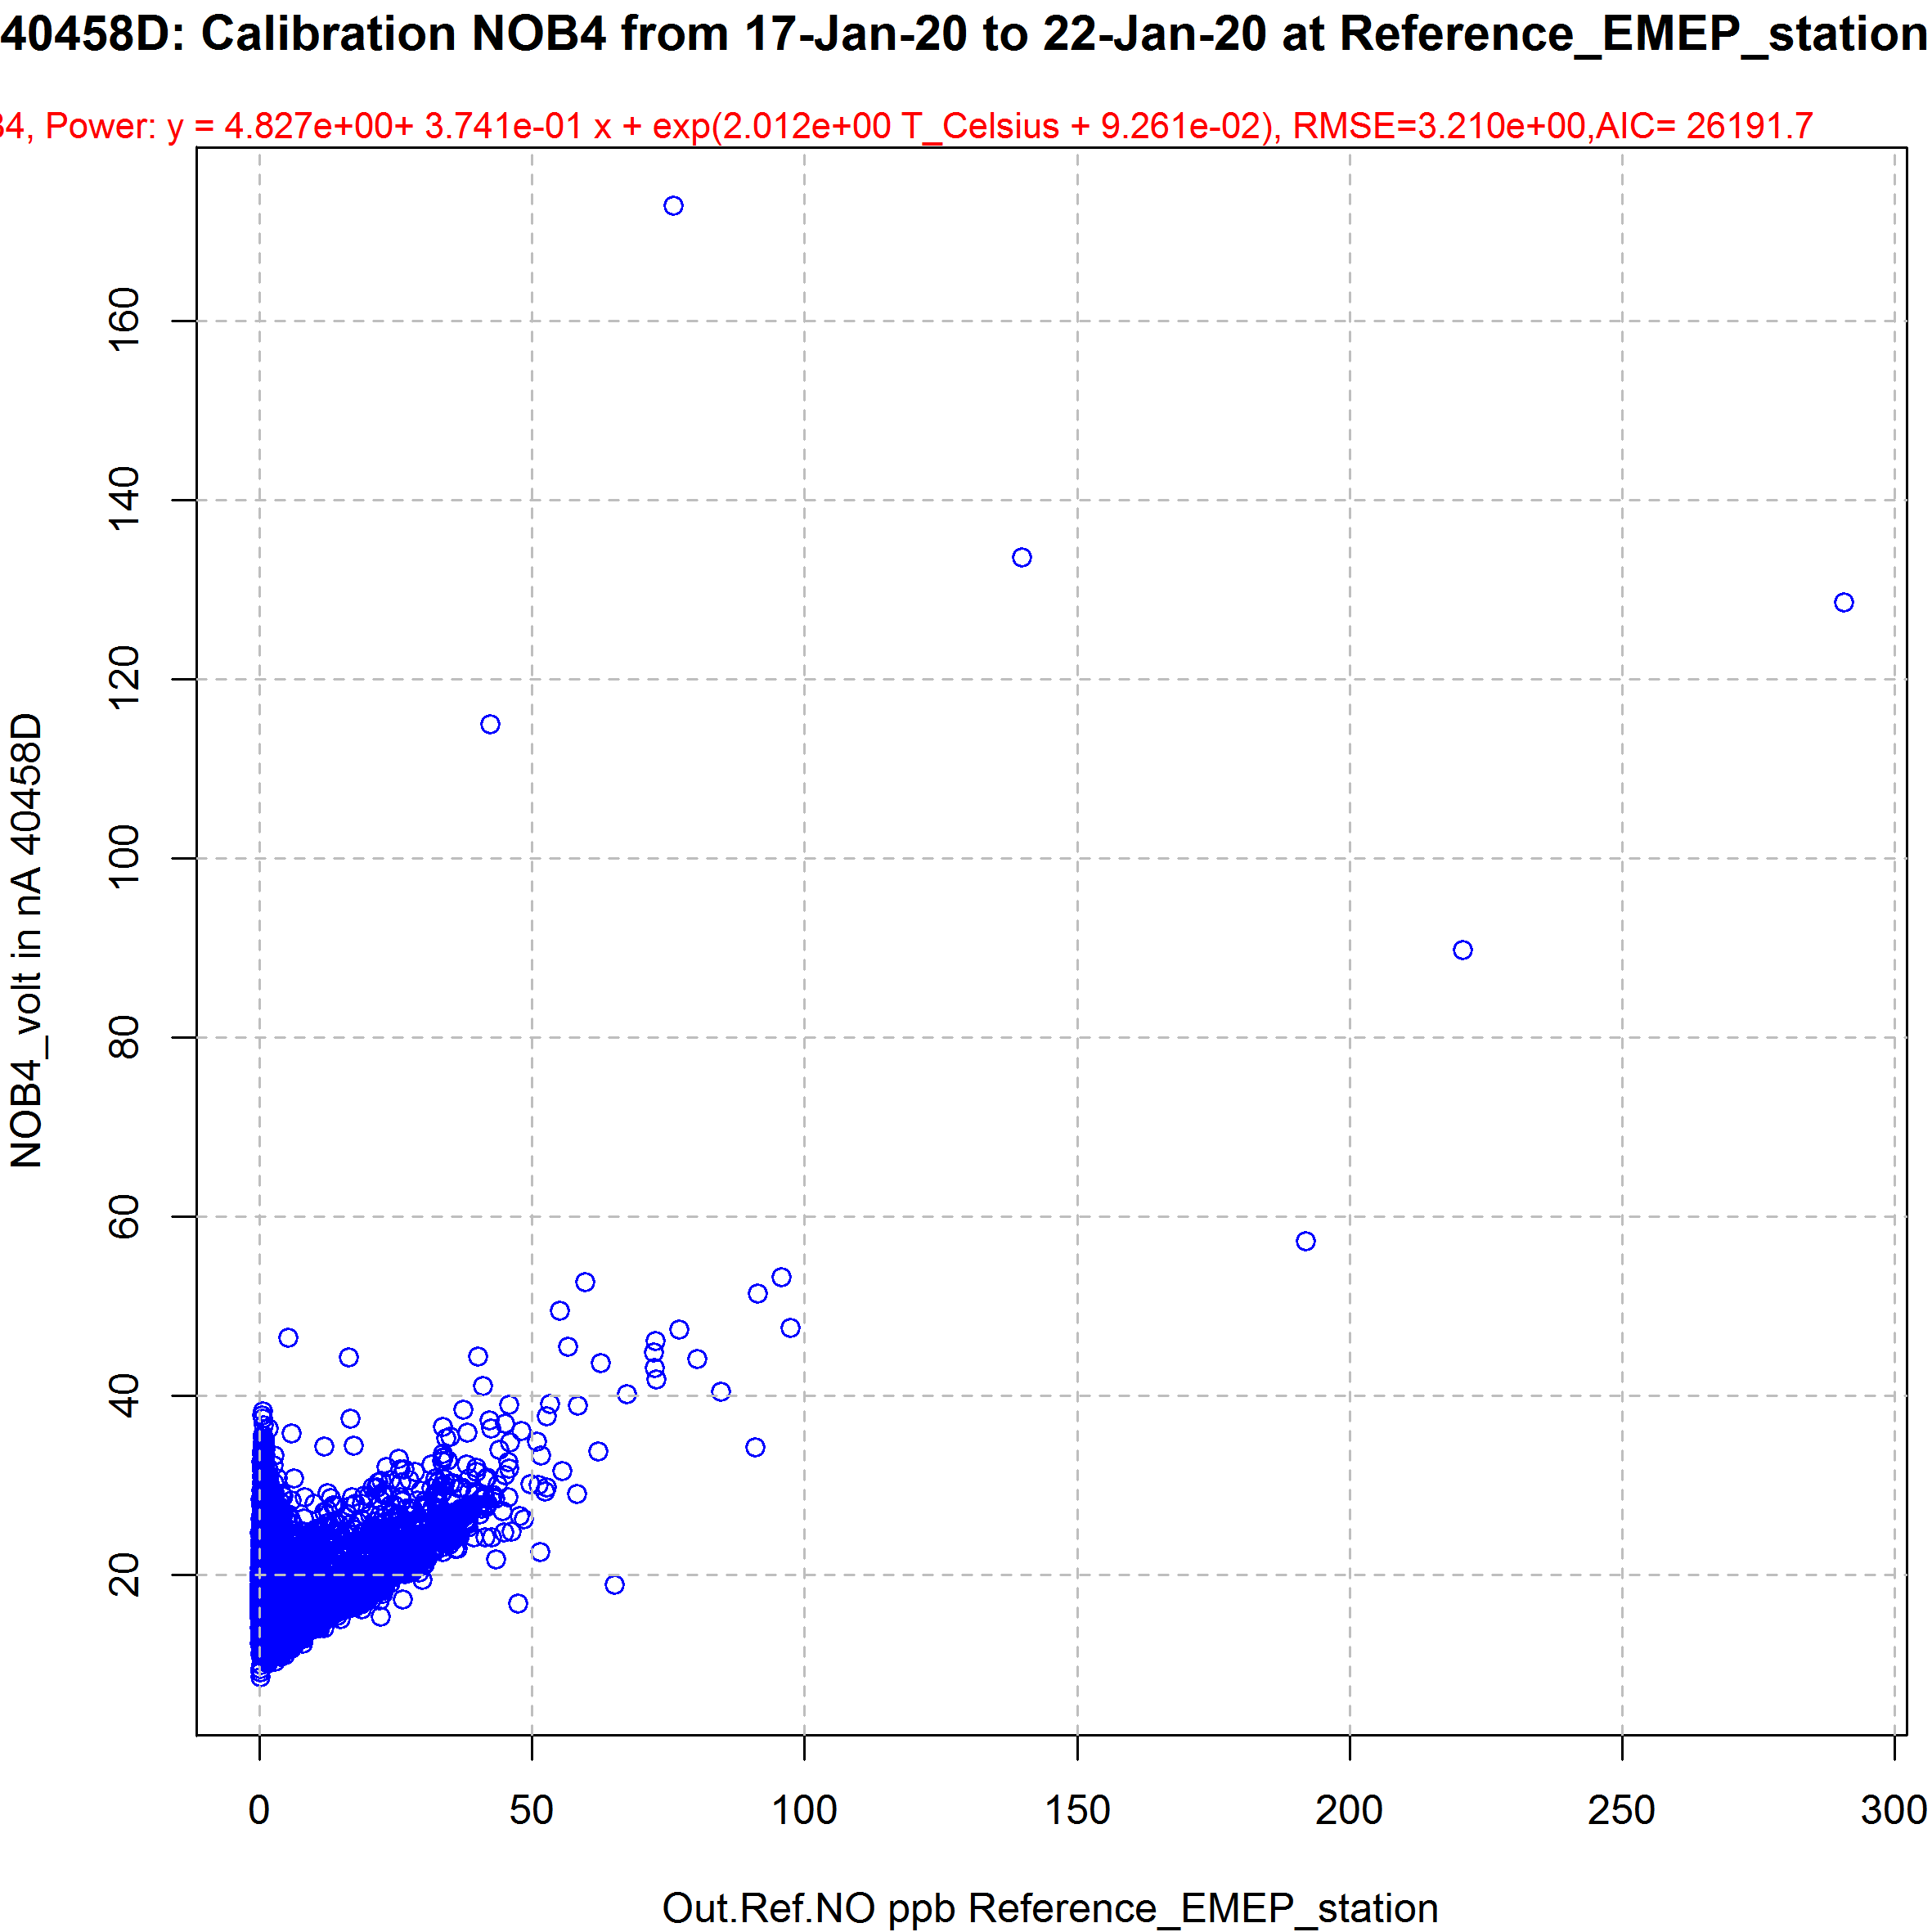 40458D: Calibration NOB4 from 17-Jan-20 to 22-Jan-20 at Reference_EMEP_station
34, Power: y = 4.827e+00+ 3.741e-01 x + exp(2.012e+00 T_Celsius + 9.261e-02), RMSE=3.210e+00,AIC= 26191.7
160
140
120
100
80
60
40
20
NOB4_volt in nA 40458D
0 50 100 150 200 250 300
Out.Ref.NO ppb Reference_EMEP_station